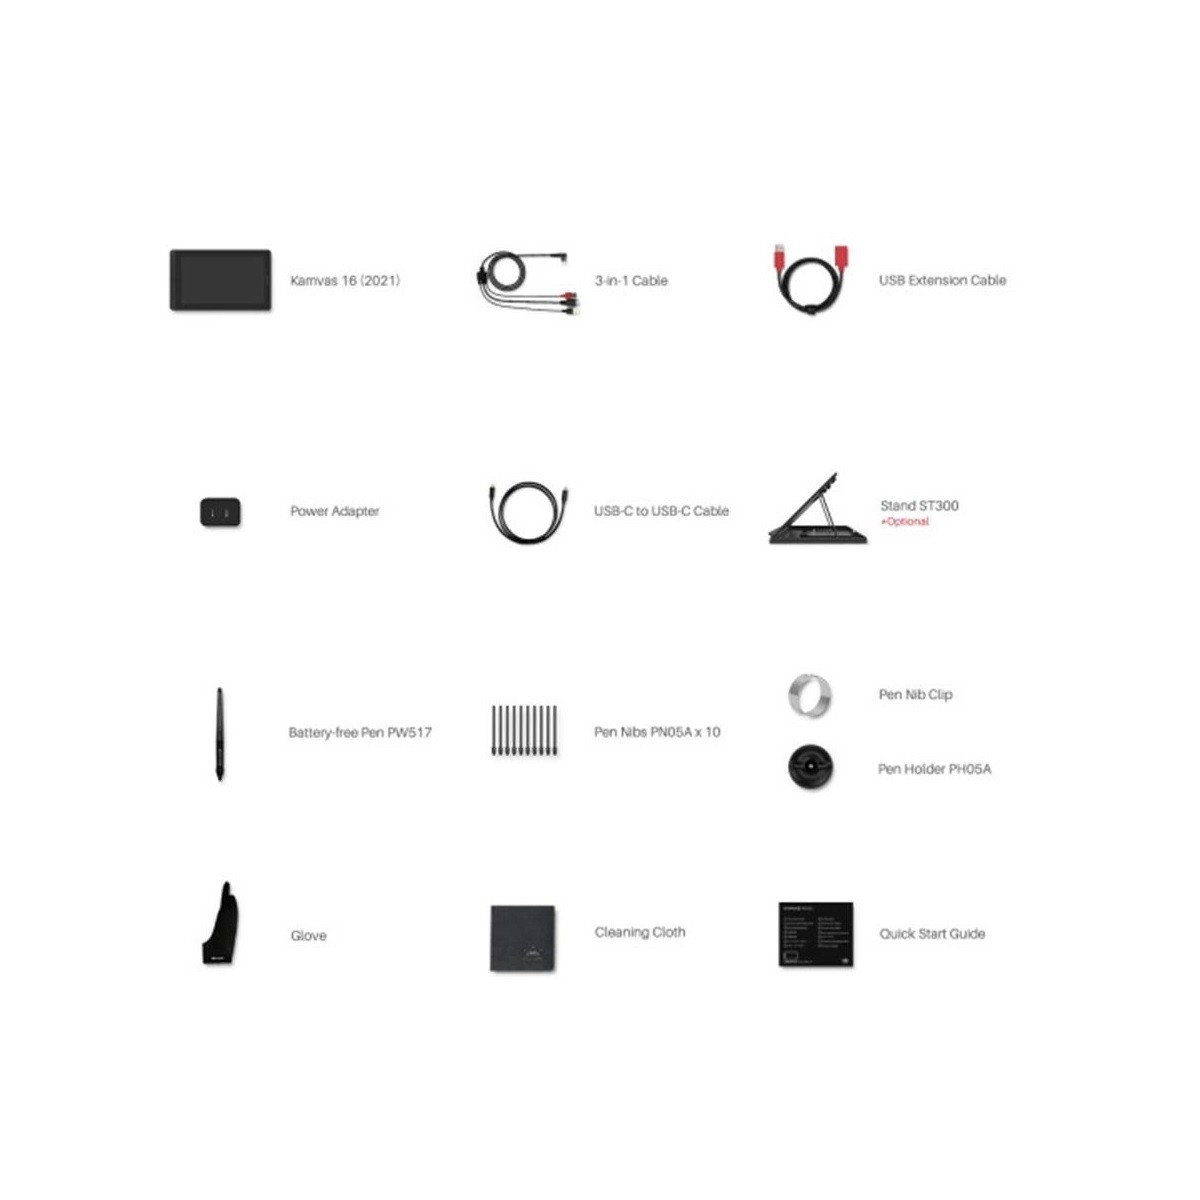 Kamvas 16 (2021)
3-in-1 Cable
USB Extension Cable
Power Adapter
USB-C to USB-C Cable
Stand ST300
*Optional
Battery-free Pen PW517
Pen Nibs PN05A x 10
Pen Nib Clip
Pen Holder PH05A
Glove
Cleaning Cloth
Quick Start Guide